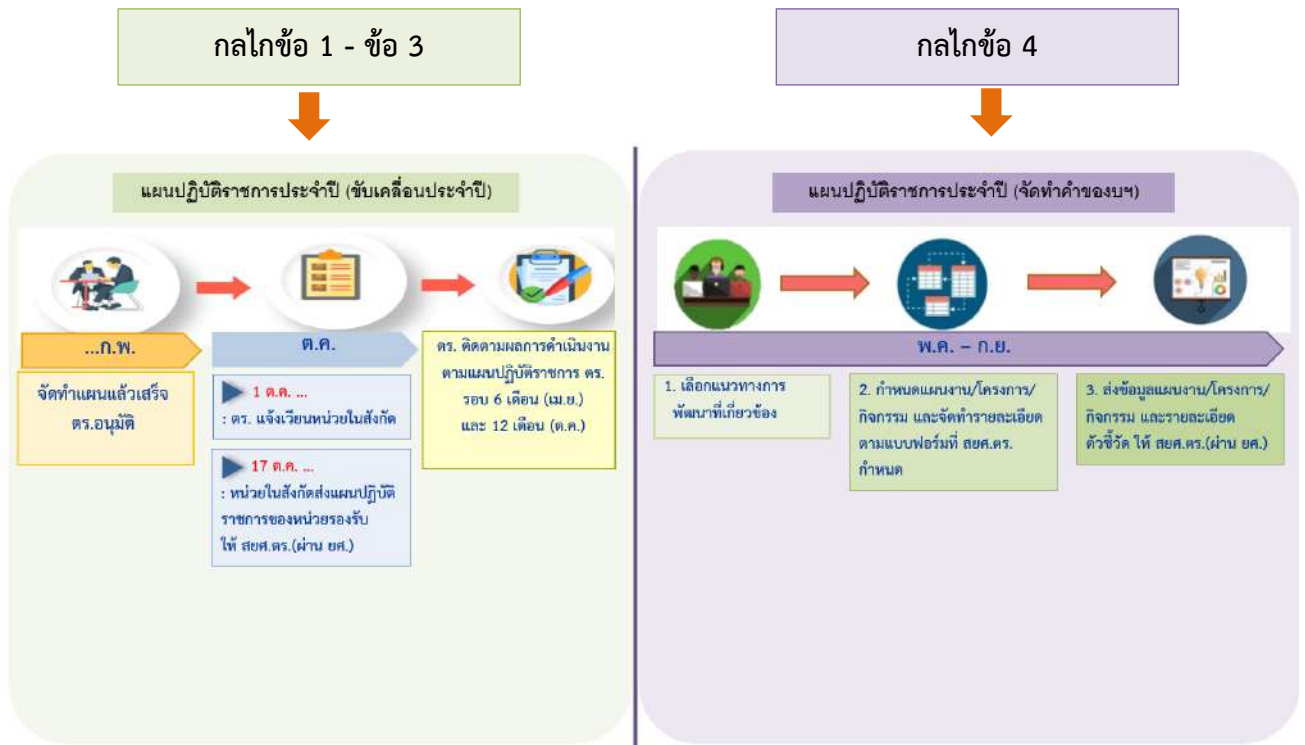 กลไกข้อ 1 - ข้อ 3
แผนปฏิบัติราชการประจำปี (ขับเคลื่อนประจำปี)
...ก.พ.
จัดทำแผนแล้วเสร็จ
ตร.อนุมัติ
ต.ค.
1 ต.ค. ...
: ตร. แจ้งเวียนหน่วยในสังกัด
17 ต.ค. ...
: หน่วยในสังกัดส่งแผนปฏิบัติ
ราชการของหน่วยรองรับ
ให้ สยศ.ตร.(ผ่าน ยศ.)
ตร. ติดตามผลการดำเนินงาน
ตามแผนปฏิบัติราชการ ตร.
รอบ 6 เดือน (เม.ย.)
และ 12 เดือน (ต.ค.)
กลไกข้อ 4
แผนปฏิบัติราชการประจำปี (จัดทำคำของบฯ)
พ.ค. – ก.ย.
1. เลือกแนวทางการ
พัฒนาที่เกี่ยวข้อง
2. กำหนดแผนงาน/โครงการ/
กิจกรรม และจัดทำรายละเอียด
ตามแบบฟอร์มที่ สยศ.ตร.
กำหนด
3. ส่งข้อมูลแผนงาน/โครงการ/
กิจกรรม และรายละเอียด
ตัวชี้วัด ให้ สยศ.ตร.(ผ่าน ยศ.)